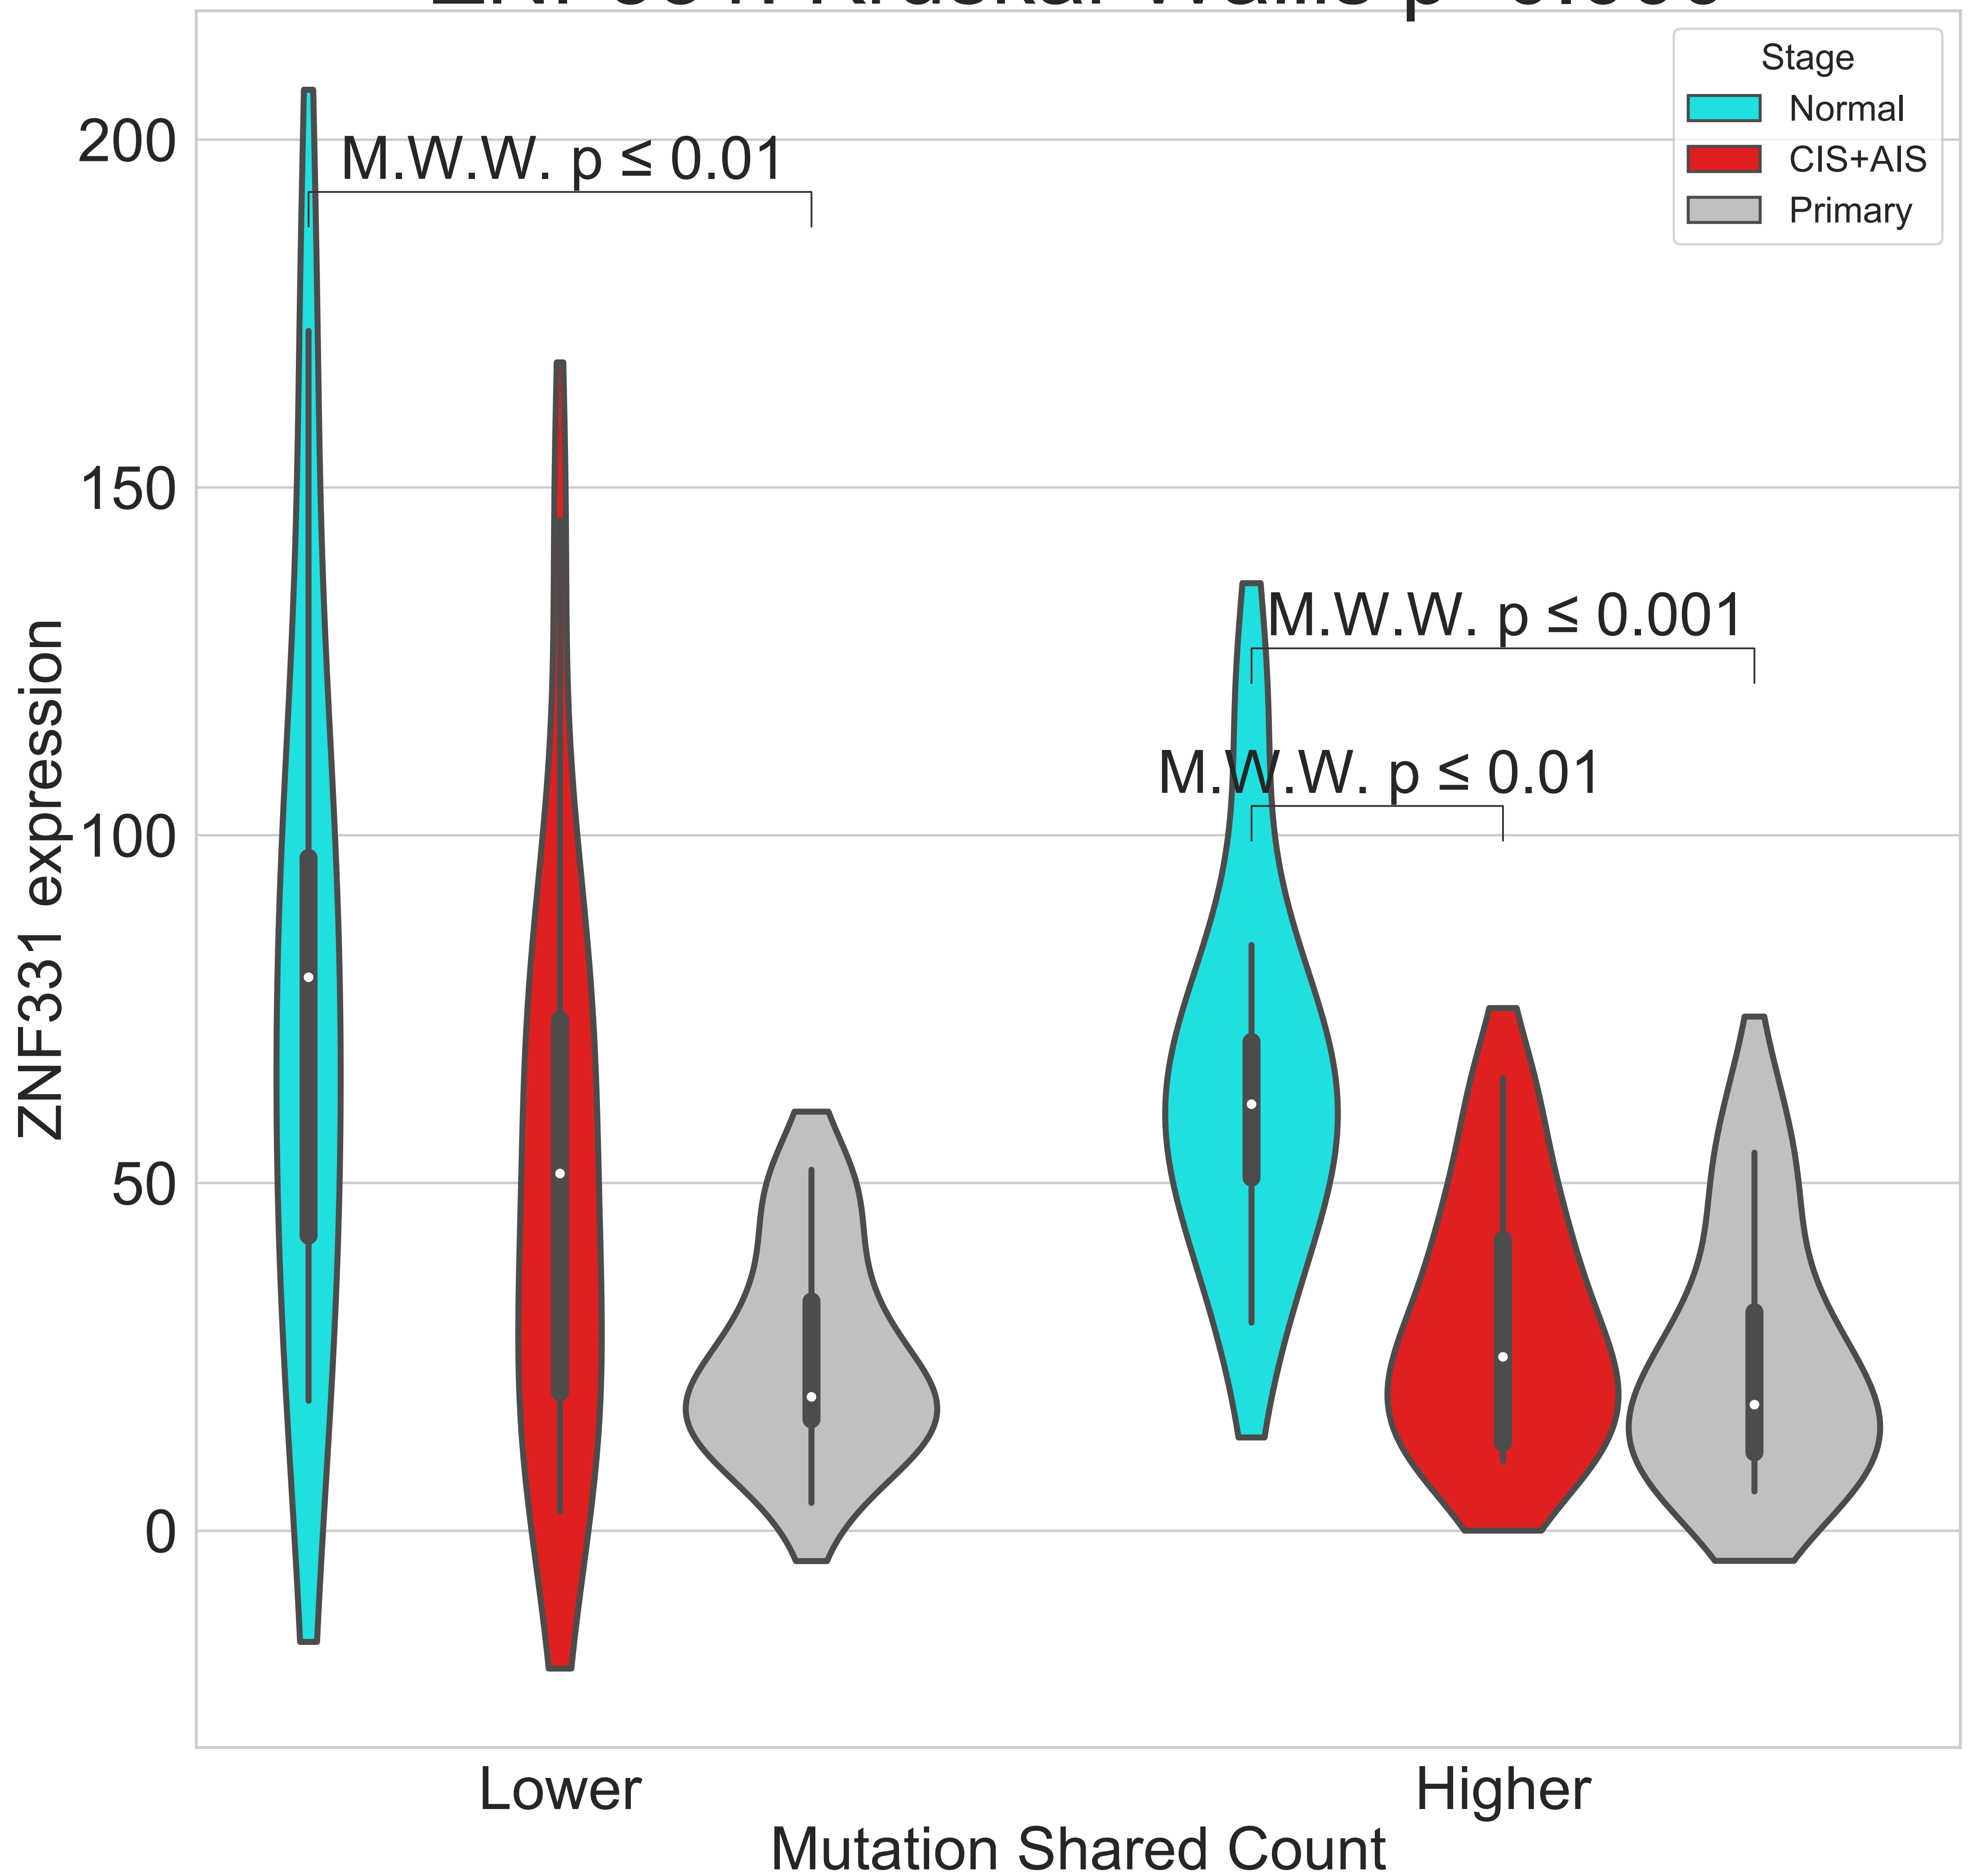 Stage
Normal
CIS+AIS
Primary
200
150
100
50
0
ZNF331 expression
M.W.W. p ≤ 0.01
M.W.W. p ≤ 0.001
M.W.W. p ≤ 0.01
Lower
Higher
Mutation Shared Count